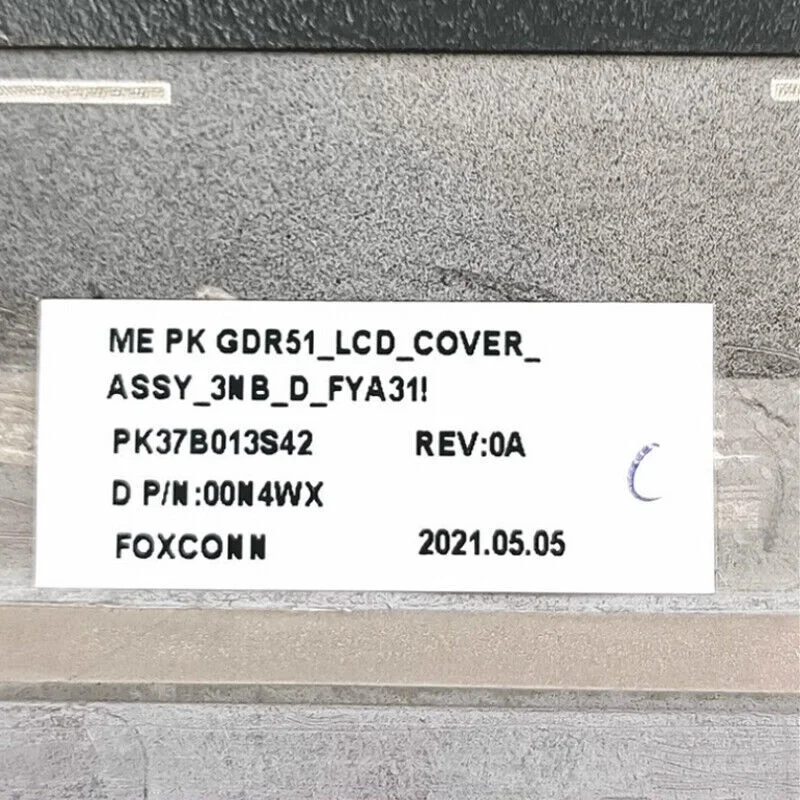 ME PK GDR51_LCD_COVER_
ASSY_3NB_D_FYA31!
PK37B013S42 REV:0A
D P/N:00N4WX
FOXCONN 2021.05.05